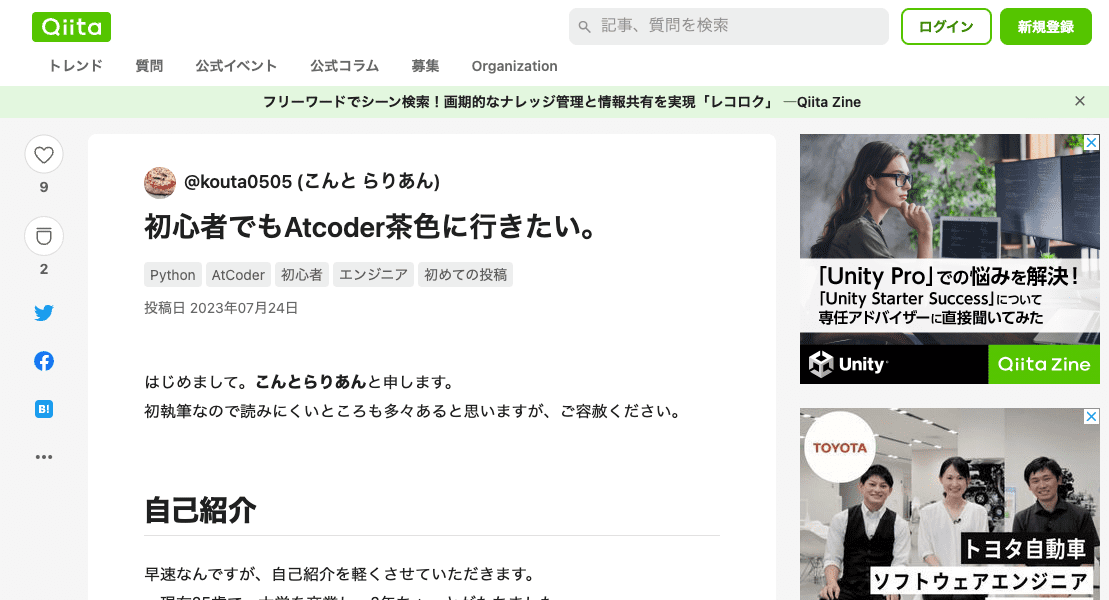 Qiita
記事、質問を検索
ログイン
新規登録
トレンド 質問 公式イベント 公式コラム 募集 Organization
フリーワードでシーン検索！画期的なナレッジ管理と情報共有を実現「レコロク」 ―Qiita Zine
9
2
B!
@kouta0505 (こんと らりあん)
初心者でもAtcoder茶色に行きたい。
Python AtCoder 初心者 エンジニア 初めての投稿
投稿日 2023年07月24日
はじめまして。こんとらりあんと申します。
初執筆なので読みにくいところも多々あると思いますが、ご容赦ください。
自己紹介
早速なんですが、自己紹介を軽くさせていただきます。
「Unity Pro」での悩みを解決！
「Unity Starter Success」について
専任アドバイザーに直接聞いてみた
Unity
Qiita Zine
TOYOTA
トヨタ自動車
ソフトウェアエンジニア